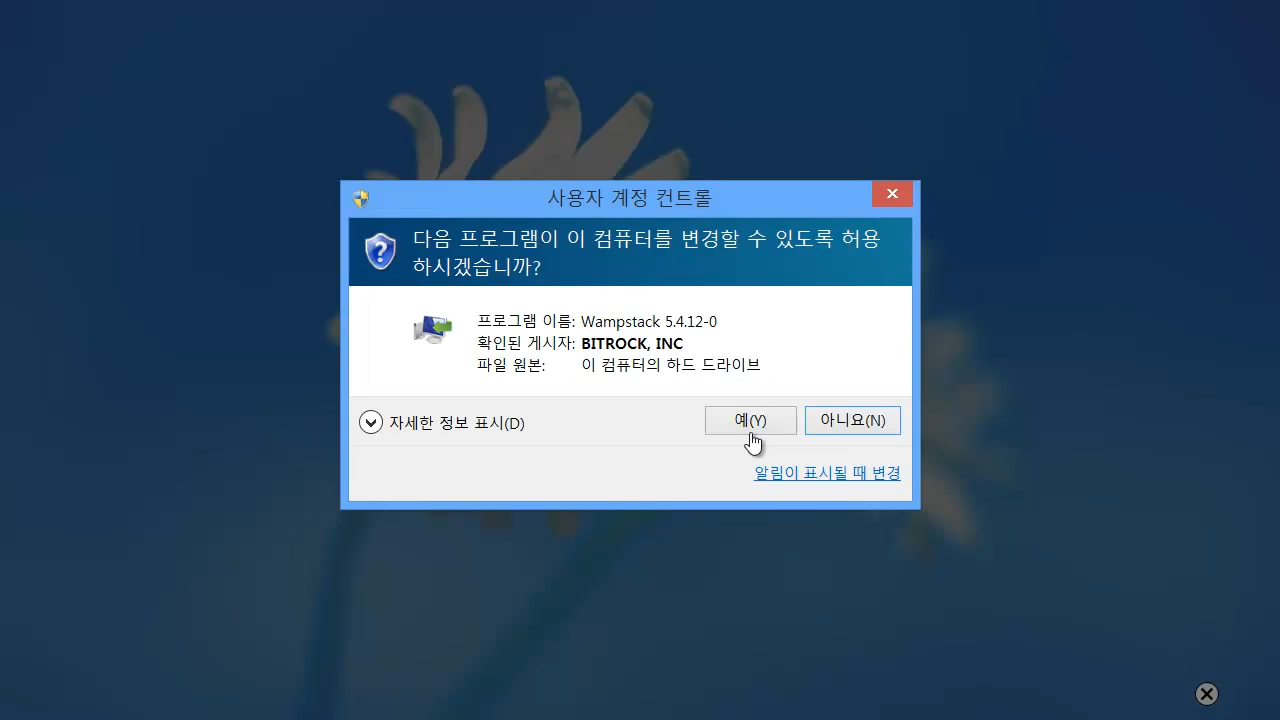 사용자 계정 컨트롤
다음 프로그램이 이 컴퓨터를 변경할 수 있도록 허용
하시겠습니까?
프로그램 이름: Wampstack 5.4.12-0
확인된 게시자: BITROCK, INC
파일 원본: 이 컴퓨터의 하드 드라이브
자세한 정보 표시(D)
예(Y)
아니요(N)
알림이 표시될 때 변경